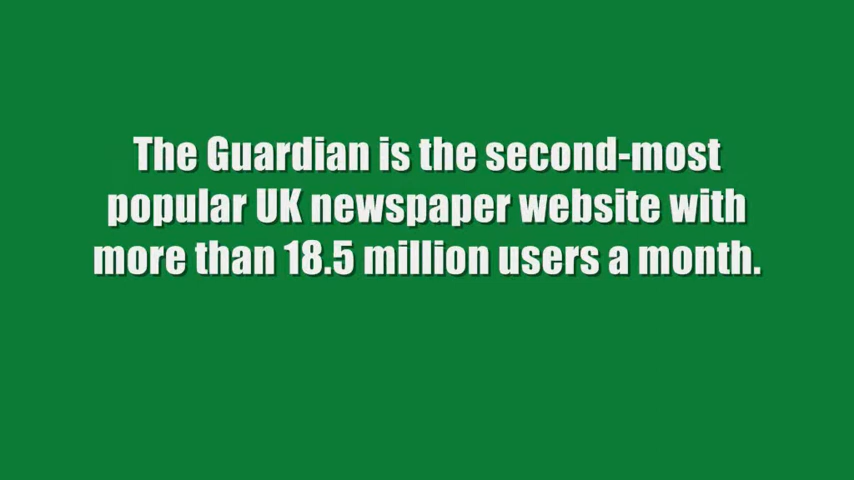 The Guardian is the second-most
popular UK newspaper website with
more than 18.5 million users a month.